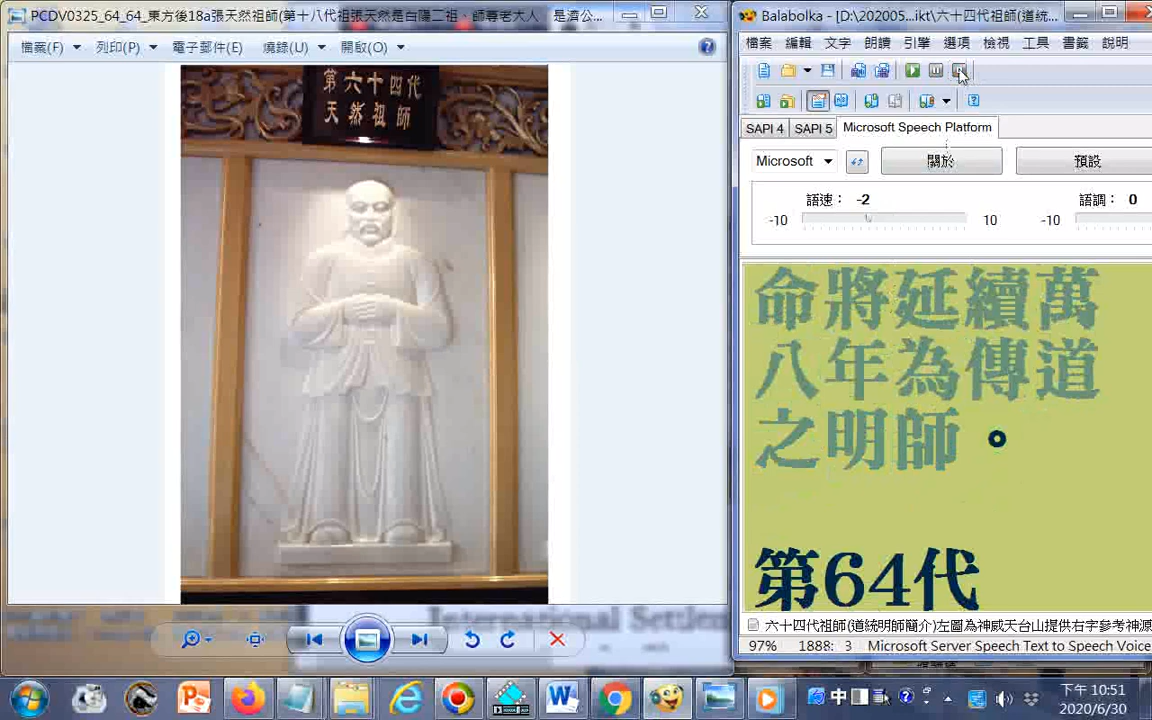 PCDV0325_64_64_東方後18a張天然祖師(第十八代祖張天然是白陽二祖．師尊老大人 是濟公...
檔案(F) 列印(P) 電子郵件(E) 燒錄(U) 開啟(O)
第六十四代
天然祖師
Balabolka - [D:\202005...ikt\六十四代祖師(道統...
檔案 編輯 文字 朗讀 引擎 選項 檢視 工具 書籤 說明
SAPI 4 SAPI 5 Microsoft Speech Platform
Microsoft 關於 預設
語速： -2 語調： 0
-10 10 -10
命將延續萬
八年為傳道
之明師。
第64代
六十四代祖師(道統明師簡介)左圖為神威天台山提供右字參考神源
97% 1888: 3 Microsoft Server Speech Text to Speech Voice
International Settle
中
下午 10:51
2020/6/30